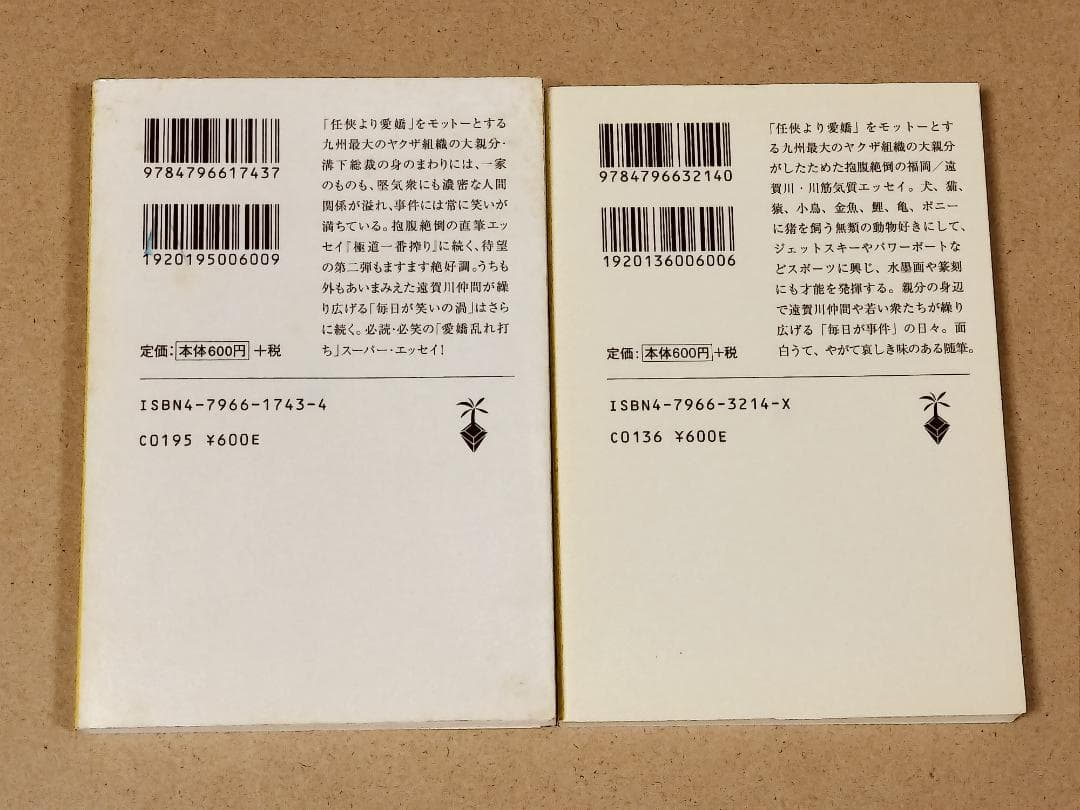 9784796617437
1920195006009
定価：本体600円＋税
「任侠より愛嬌」をモットーとする
九州最大のヤクザ組織の大親分・
溝下総裁の身のまわりには、一家
のものも、堅気衆にも濃密な人間
関係が溢れ、事件には常に笑いが
満ちている。抱腹絶倒の直筆エッ
セイ『極道一番搾り』に続く、待望
の第二弾もますます絶好調。うちも
外もあいまみえた遠賀川仲間が繰
り広げる「毎日が笑いの渦」はさら
に続く。必読・必笑の「愛嬌乱れ打
ち」スーパー・エッセイ！
ISBN4-7966-1743-4
C0195 ¥600E
9784796632140
1920136006006
定価：本体600円＋税
「任侠より愛嬌」をモットーとす
る九州最大のヤクザ組織の大親分
がしたためた抱腹絶倒の福岡／遠
賀川・川筋気質エッセイ。犬、猫、
猿、小鳥、金魚、鯉、亀、ポニー
に猪を飼う無類の動物好きにして、
ジェットスキーやパワーボートな
どスポーツに興じ、水墨画や篆刻
にも才能を発揮する。親分の身辺
で遠賀川仲間や若い衆たちが繰り
広げる「毎日が事件」の日々。面
白うて、やがて哀しき味のある随筆。
ISBN4-7966-3214-X
C0136 ¥600E